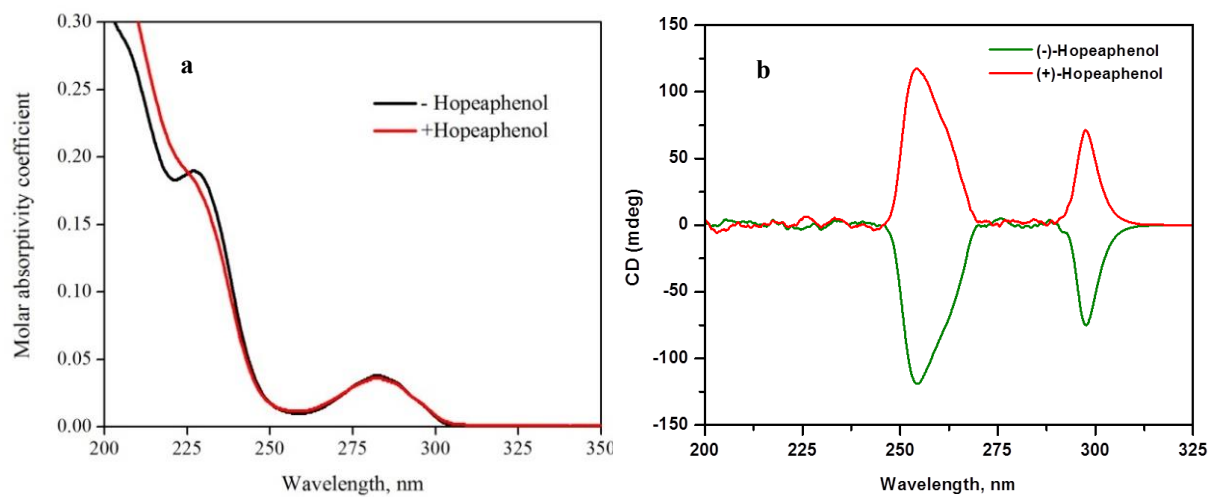 a
- Hopeaphenol
+Hopeaphenol
Molar absorptivity coefficient
0.30
0.25
0.20
0.15
0.10
0.05
0.00
200 225 250 275 300 325 350
Wavelength, nm
b
(-)-Hopeaphenol
(+)-Hopeaphenol
CD (mdeg)
150
100
50
0
-50
-100
-150
200 225 250 275 300 325
Wavelength, nm